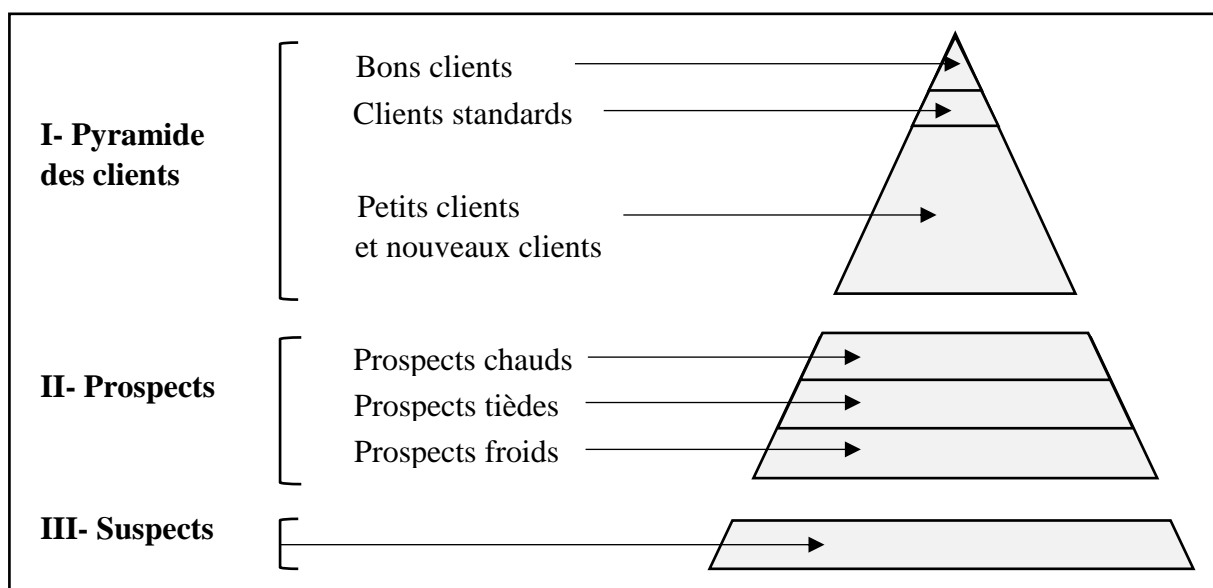 I- Pyramide
des clients
Bons clients
Clients standards
Petits clients
et nouveaux clients
II- Prospects
Prospects chauds
Prospects tièdes
Prospects froids
III- Suspects